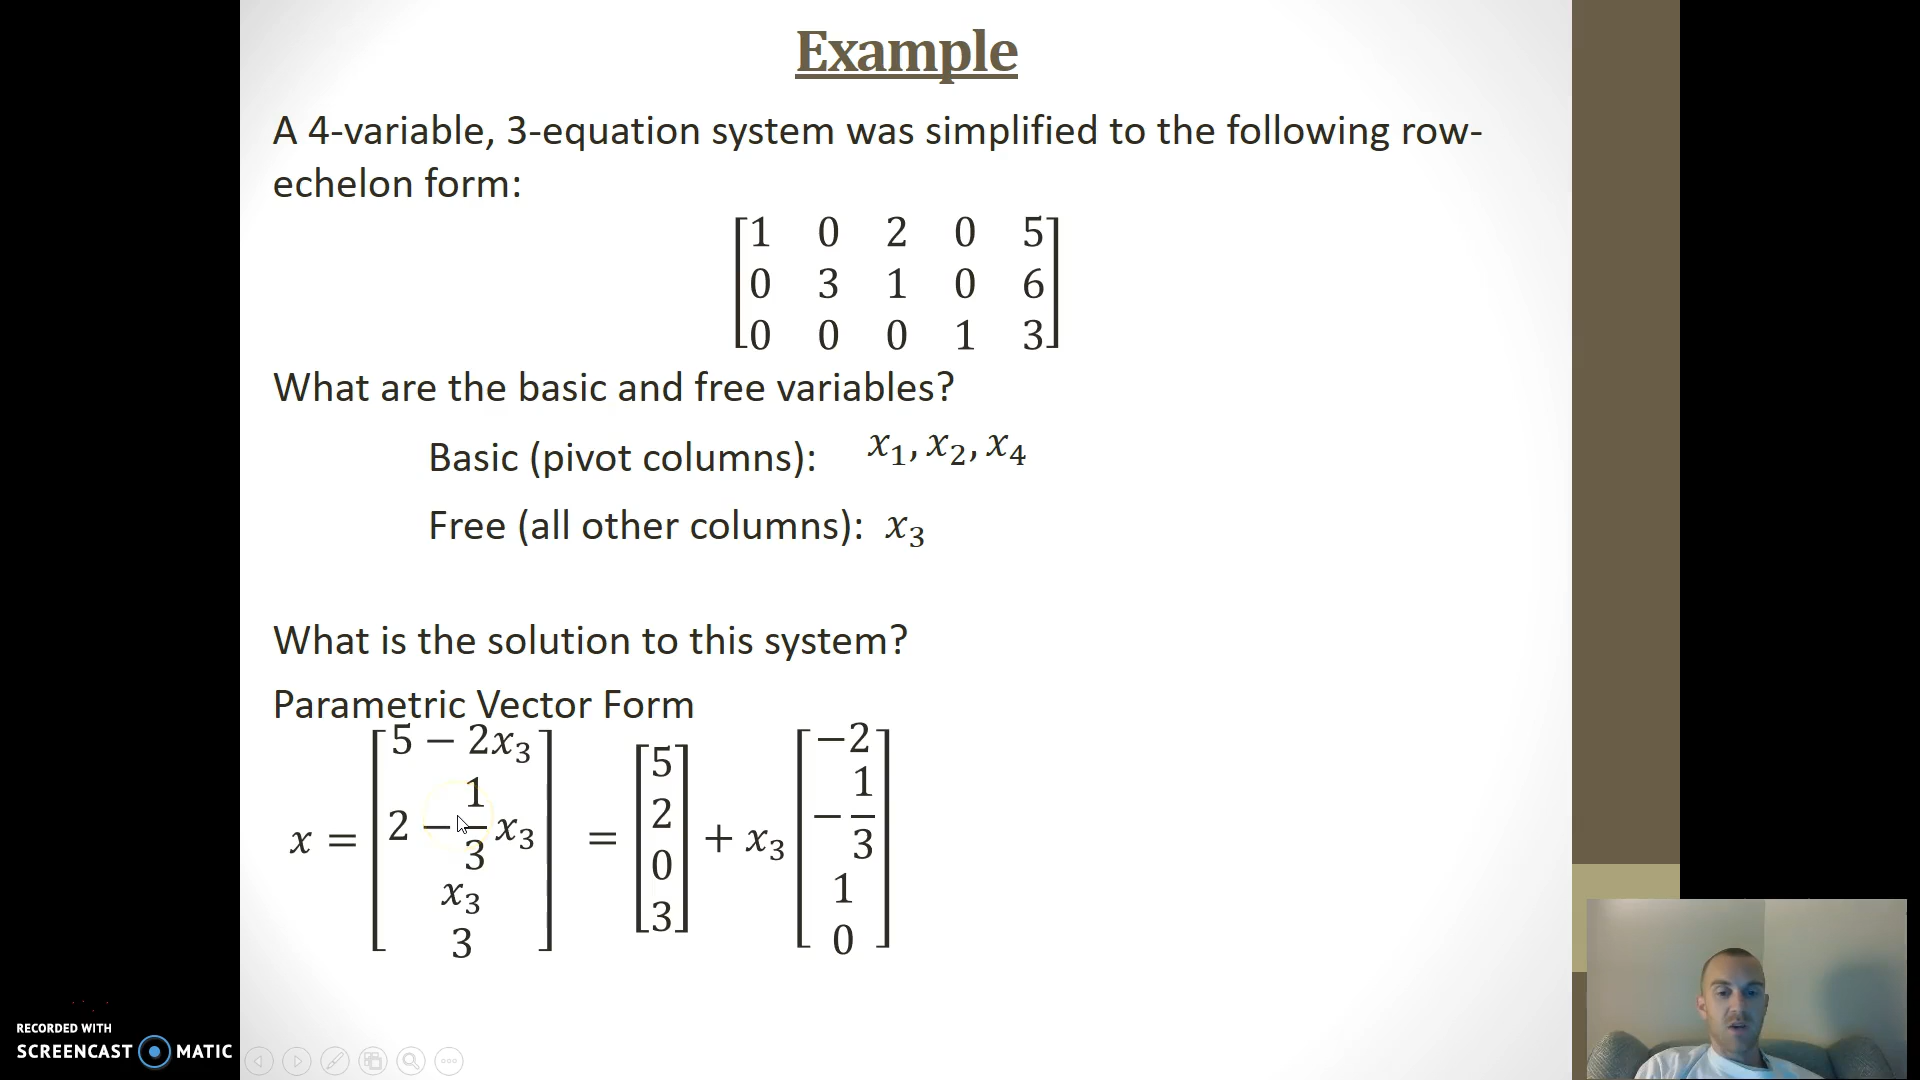 Example
A 4-variable, 3-equation system was simplified to the following row-
echelon form:
[1 0 2 0 5]
[0 3 1 0 6]
[0 0 0 1 3]
What are the basic and free variables?
Basic (pivot columns): x₁, x₂, x₄
Free (all other columns): x₃
What is the solution to this system?
Parametric Vector Form
x = [5 − 2x₃; 2 − 1/3 x₃; x₃; 3] = [5; 2; 0; 3] + x₃ [−2; −1/3; 1; 0]
RECORDED WITH
SCREENCAST MATIC